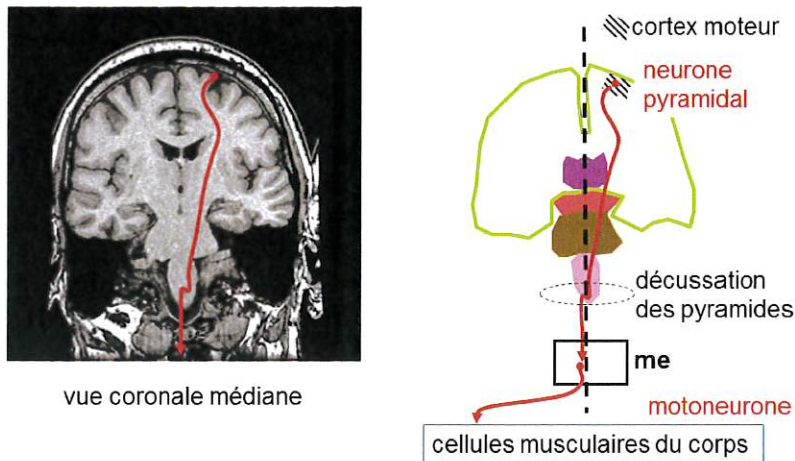 cortex moteur
neurone
pyramidal
décussation
des pyramides
me
vue coronale médiane
motoneurone
cellules musculaires du corps